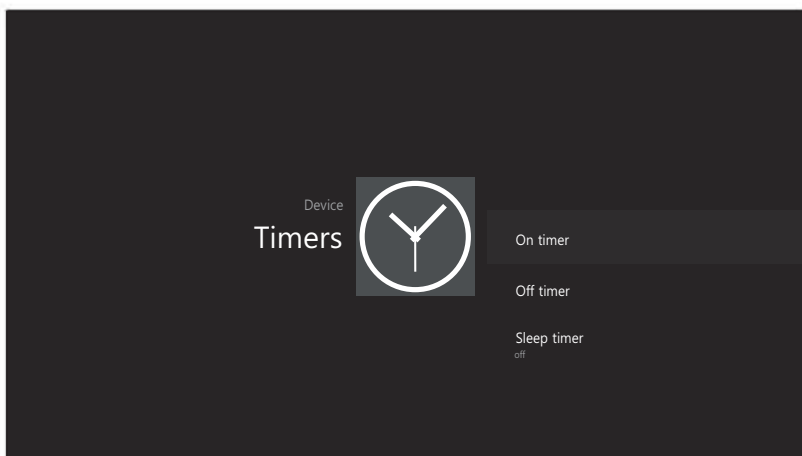 Device
Timers
On timer
Off timer
Sleep timer
off